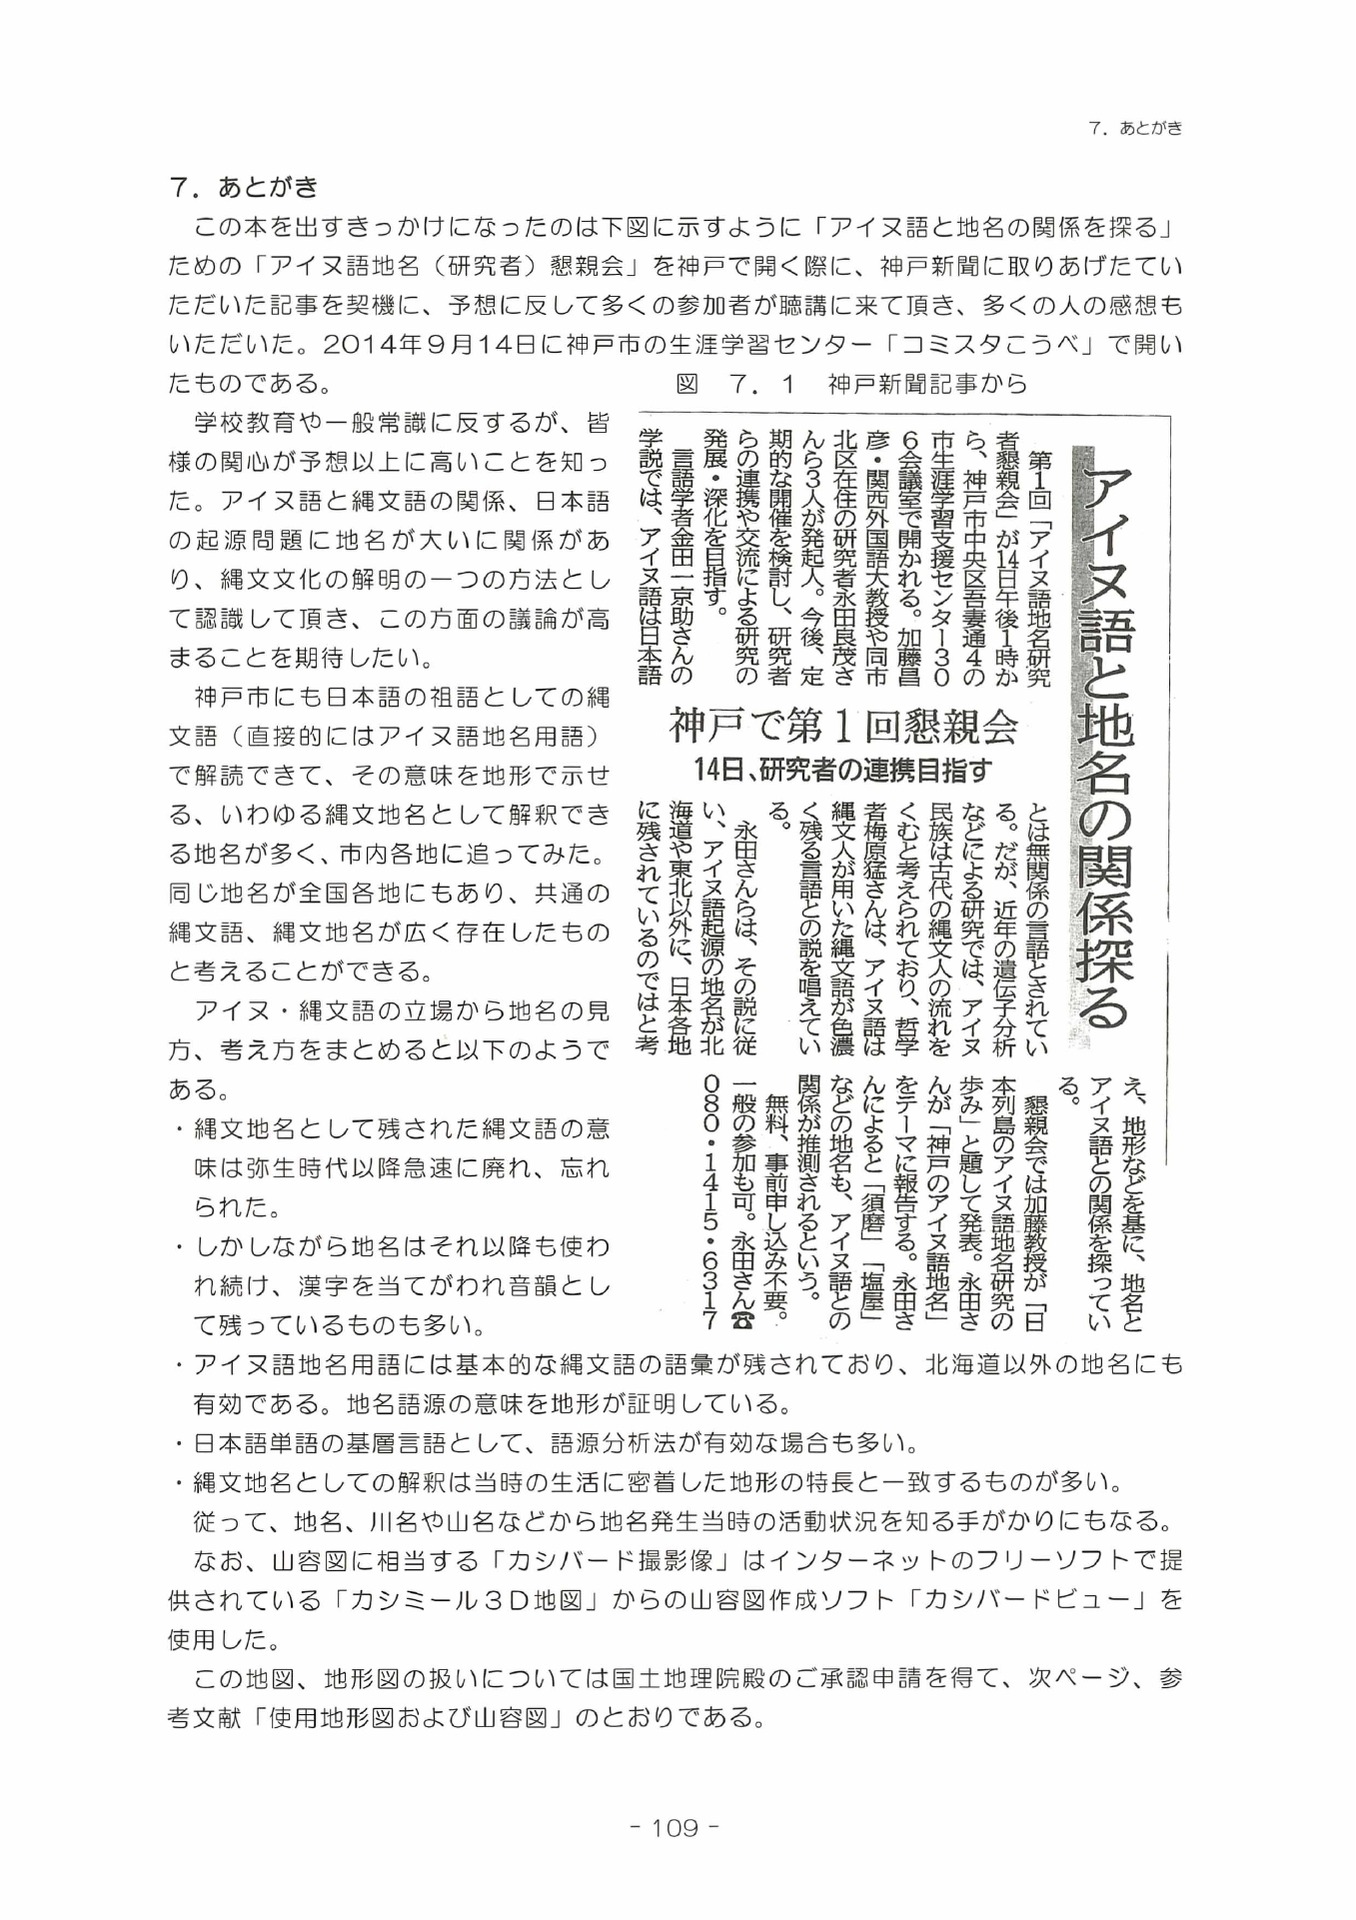 7．あとがき
7．あとがき
この本を出すきっかけになったのは下図に示すように「アイヌ語と地名の関係を探る」
ための「アイヌ語地名（研究者）懇親会」を神戸で開く際に、神戸新聞に取りあげたてい
ただいた記事を契機に、予想に反して多くの参加者が聴講に来て頂き、多くの人の感想も
いただいた。2014年9月14日に神戸市の生涯学習センター「コミスタこうべ」で開い
たものである。
図　7．1　神戸新聞記事から
学校教育や一般常識に反するが、皆
様の関心が予想以上に高いことを知っ
た。アイヌ語と縄文語の関係、日本語
の起源問題に地名が大いに関係があ
り、縄文文化の解明の一つの方法とし
て認識して頂き、この方面の議論が高
まることを期待したい。
神戸市にも日本語の祖語としての縄
文語（直接的にはアイヌ語地名用語）
で解読できて、その意味を地形で示せ
る、いわゆる縄文地名として解釈でき
る地名が多く、市内各地に追ってみた。
同じ地名が全国各地にもあり、共通の
縄文語、縄文地名が広く存在したもの
と考えることができる。
アイヌ・縄文語の立場から地名の見
方、考え方をまとめると以下のようで
ある。
・縄文地名として残された縄文語の意
味は弥生時代以降急速に廃れ、忘れ
られた。
・しかしながら地名はそれ以降も使わ
れ続け、漢字を当てがわれ音韻とし
て残っているものも多い。
アイヌ語と地名の関係探る
第1回「アイヌ語地名研究
者懇親会」が14日午後1時か
ら、神戸市中央区吾妻通4の
市生涯学習支援センター30
6会議室で開かれる。加藤昌
彦・関西外国語大教授や同市
北区在住の研究者永田良茂さ
んら3人が発起人。今後、定
期的な開催を検討し、研究者
らの連携や交流による研究の
発展・深化を目指す。
言語学者金田一京助さんの
学説では、アイヌ語は日本語
神戸で第1回懇親会
14日、研究者の連携目指す
とは無関係の言語とされてい
る。だが、近年の遺伝子分析
などによる研究では、アイヌ
民族は古代の縄文人の流れを
くむと考えられており、哲学
者梅原猛さんは、アイヌ語は
縄文人が用いた縄文語が色濃
く残る言語との説を唱えてい
る。
永田さんらは、その説に従
い、アイヌ語起源の地名が北
海道や東北以外に、日本各地
に残されているのではと考
え、地形などを基に、地名と
アイヌ語との関係を探ってい
る。
懇親会では加藤教授が「日
本列島のアイヌ語地名研究の
歩み」と題して発表。永田さ
んが「神戸のアイヌ語地名」
をテーマに報告する。永田さ
んによると「須磨」「塩屋」
などの地名も、アイヌ語との
関係が推測されるという。
無料、事前申し込み不要。
一般の参加も可。永田さん☎
080・1415・6317
・アイヌ語地名用語には基本的な縄文語の語彙が残されており、北海道以外の地名にも
有効である。地名語源の意味を地形が証明している。
・日本語単語の基層言語として、語源分析法が有効な場合も多い。
・縄文地名としての解釈は当時の生活に密着した地形の特長と一致するものが多い。
従って、地名、川名や山名などから地名発生当時の活動状況を知る手がかりにもなる。
なお、山容図に相当する「カシバード撮影像」はインターネットのフリーソフトで提
供されている「カシミール3D地図」からの山容図作成ソフト「カシバードビュー」を
使用した。
この地図、地形図の扱いについては国土地理院殿のご承認申請を得て、次ページ、参
考文献「使用地形図および山容図」のとおりである。
- 109 -